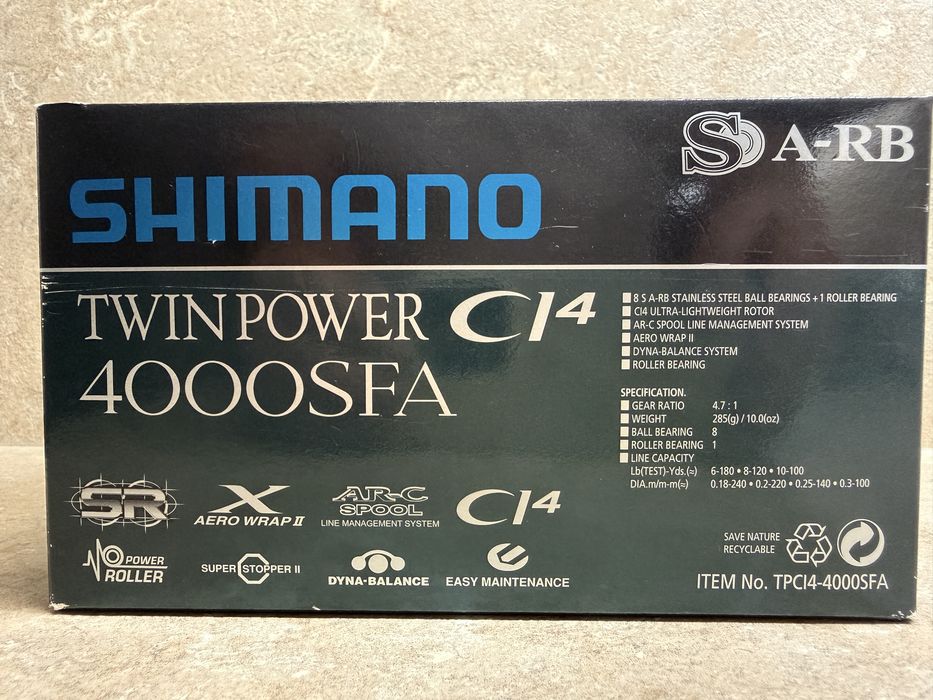 S A-RB
SHIMANO
TWINPOWER CI4
4000SFA
8 S A-RB STAINLESS STEEL BALL BEARINGS + 1 ROLLER BEARING
CI4 ULTRA-LIGHTWEIGHT ROTOR
AR-C SPOOL LINE MANAGEMENT SYSTEM
AERO WRAP II
DYNA-BALANCE SYSTEM
ROLLER BEARING
SPECIFICATION.
GEAR RATIO 4.7 : 1
WEIGHT 285(g) / 10.0(oz)
BALL BEARING 8
ROLLER BEARING 1
LINE CAPACITY
Lb(TEST)-Yds.(≈) 6-180 • 8-120 • 10-100
DIA.m/m-m(≈) 0.18-240 • 0.2-220 • 0.25-140 • 0.3-100
SR
X
AERO WRAP II
AR-C
SPOOL
LINE MANAGEMENT SYSTEM
CI4
POWER
ROLLER
SUPER STOPPER II
DYNA-BALANCE
EASY MAINTENANCE
SAVE NATURE
RECYCLABLE
ITEM No. TPCI4-4000SFA